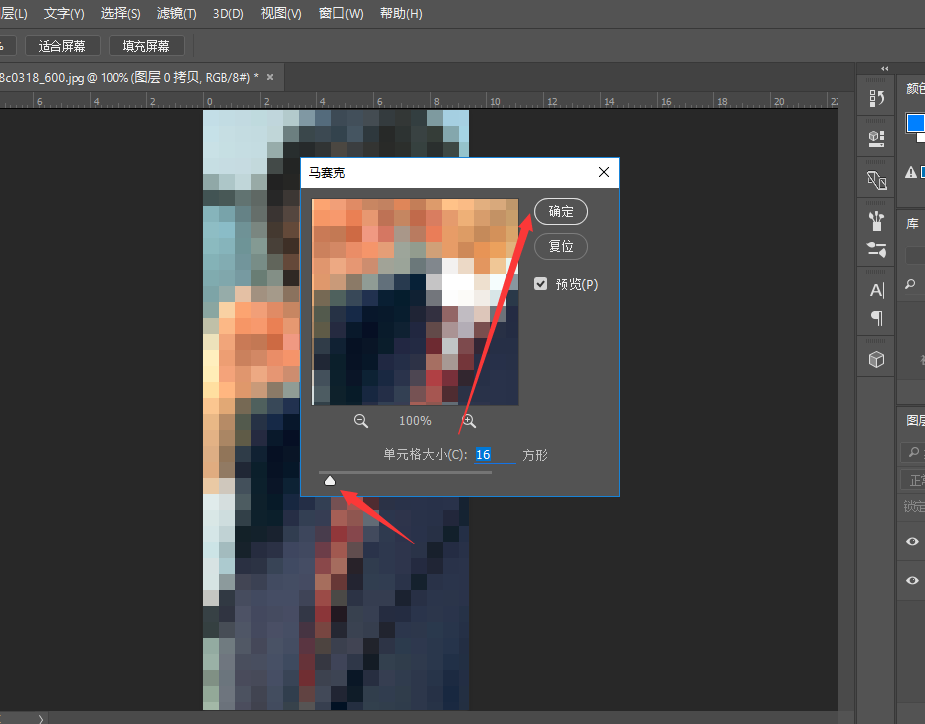 层(L) 文字(Y) 选择(S) 滤镜(T) 3D(D) 视图(V) 窗口(W) 帮助(H)
% 适合屏幕 填充屏幕
8c0318_600.jpg @ 100% (图层 0 拷贝, RGB/8#) * ×
6 4 2 0 2 4 6 8 10 12 14 16 18 20 22
颜色
马赛克
确定
复位
预览(P)
库
100%
单元格大小(C): 16 方形
图层
正常
锁定